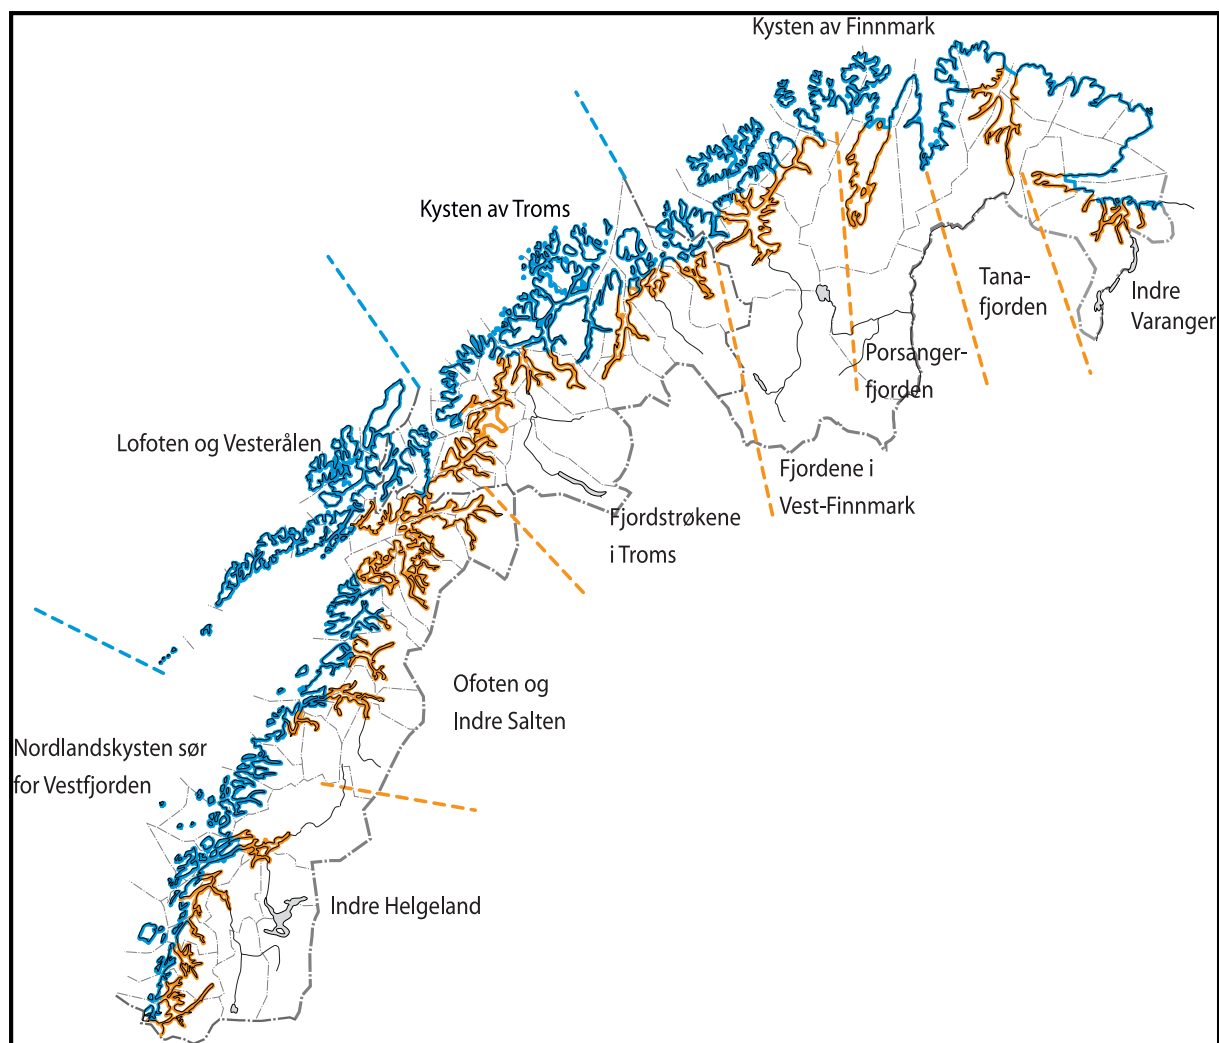 Kysten av Finnmark
Kysten av Troms
Tana-
fjorden
Indre
Varanger
Porsanger-
fjorden
Lofoten og Vesterålen
Fjordene i
Vest-Finnmark
Fjordstrøkene
i Troms
Ofoten og
Indre Salten
Nordlandskysten sør
for Vestfjorden
Indre Helgeland